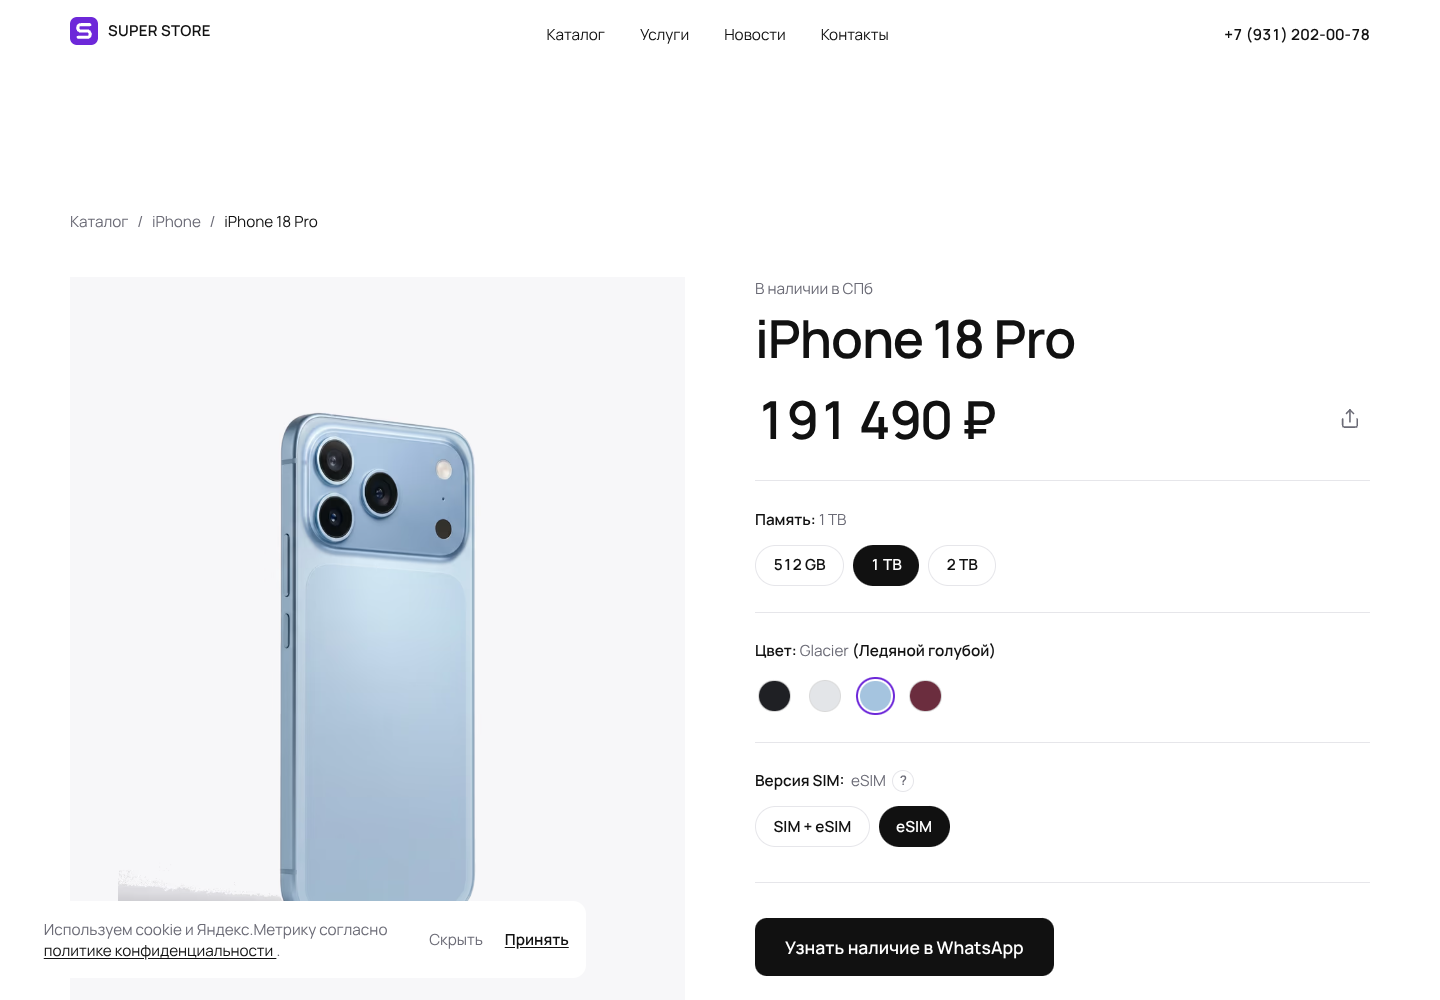 SUPER STORE
Каталог Услуги Новости Контакты
+7 (931) 202-00-78
Каталог / iPhone / iPhone 18 Pro
В наличии в СПб
iPhone 18 Pro
191 490 ₽
Память: 1 TB
512 GB 1 TB 2 TB
Цвет: Glacier (Ледяной голубой)
Версия SIM: eSIM ?
SIM + eSIM eSIM
Узнать наличие в WhatsApp
Используем cookie и Яндекс.Метрику согласно
политике конфиденциальности .
Скрыть Принять